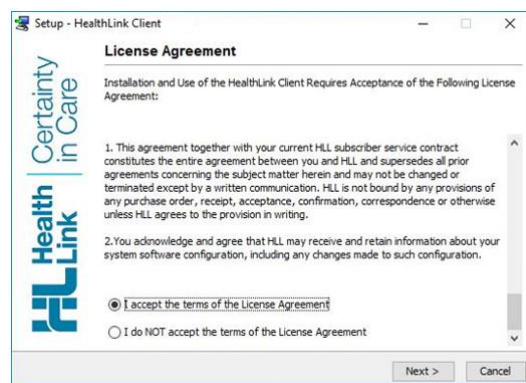 Setup - HealthLink Client
License Agreement
Installation and Use of the HealthLink Client Requires Acceptance of the Following License
Agreement:
1. This agreement together with your current HLL subscriber service contract
constitutes the entire agreement between you and HLL and supersedes all prior
agreements concerning the subject matter herein and may not be changed or
terminated except by a written communication. HLL is not bound by any provisions of
any purchase order, receipt, acceptance, confirmation, correspondence or otherwise
unless HLL agrees to the provision in writing.
2.You acknowledge and agree that HLL may receive and retain information about your
system software configuration, including any changes made to such configuration.
I accept the terms of the License Agreement
I do NOT accept the terms of the License Agreement
Next >
Cancel
HL Health
Link
Certainty
in Care